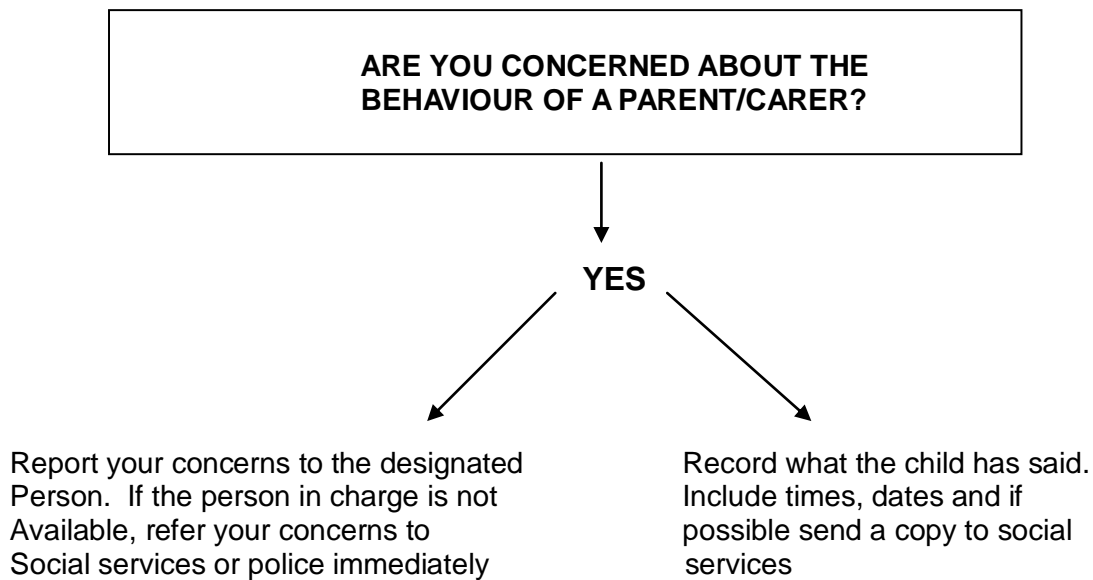 ARE YOU CONCERNED ABOUT THE
BEHAVIOUR OF A PARENT/CARER?
YES
Report your concerns to the designated
Person.  If the person in charge is not
Available, refer your concerns to
Social services or police immediately
Record what the child has said.
Include times, dates and if
possible send a copy to social
services